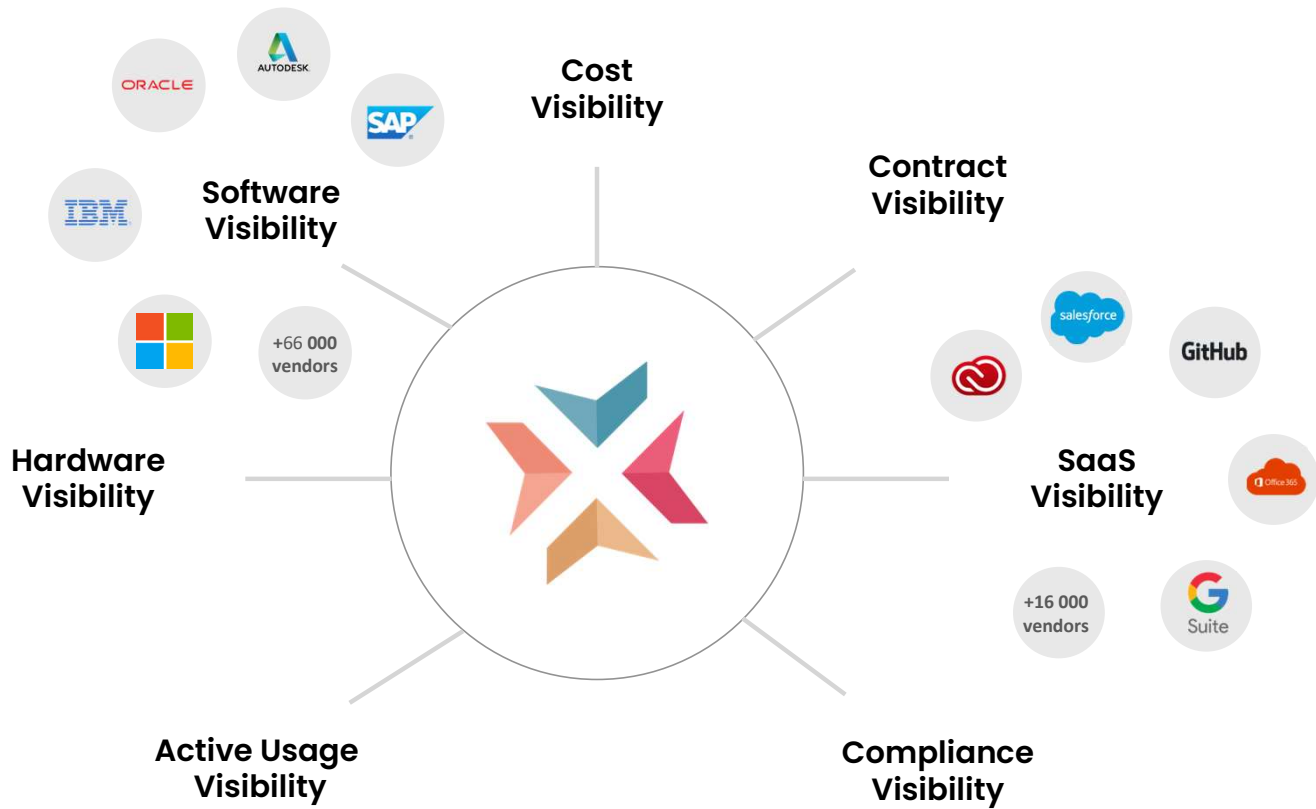 ORACLE
AUTODESK
SAP
Cost
Visibility
Contract
Visibility
Software
Visibility
IBM
+66 000
vendors
salesforce
GitHub
Hardware
Visibility
SaaS
Visibility
Office 365
+16 000
vendors
G
Suite
Active Usage
Visibility
Compliance
Visibility